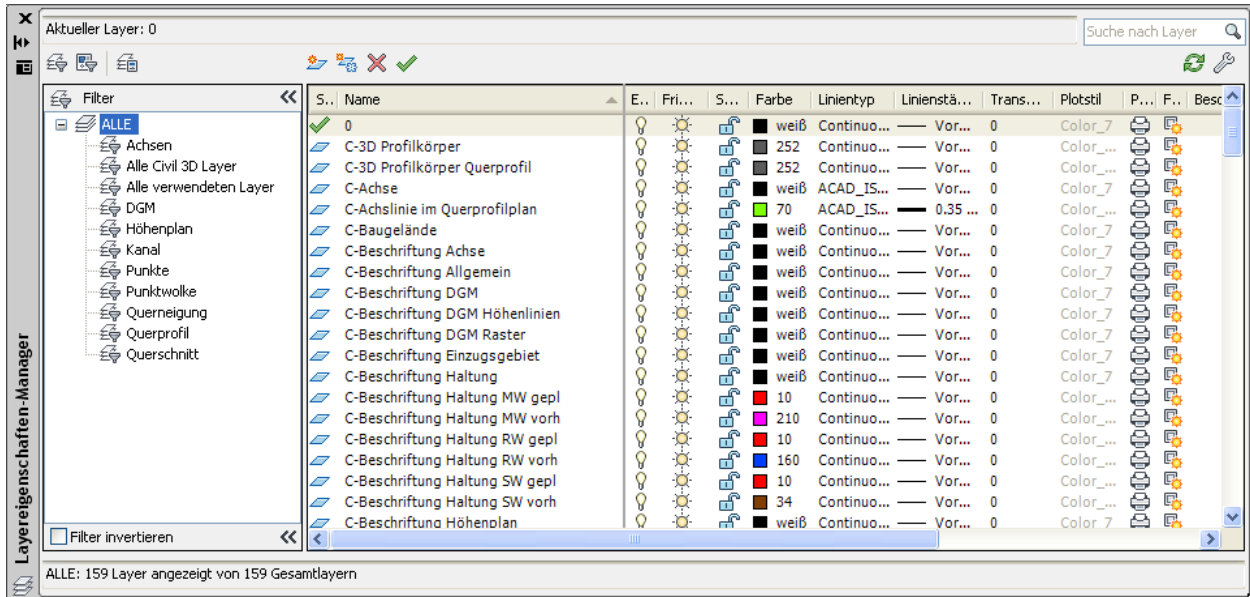 Aktueller Layer: 0
Suche nach Layer
Filter
ALLE
Achsen
Alle Civil 3D Layer
Alle verwendeten Layer
DGM
Höhenplan
Kanal
Punkte
Punktwolke
Querneigung
Querprofil
Querschnitt
Filter invertieren
S.. Name E.. Fri... S... Farbe Linientyp Linienstä... Trans... Plotstil P... F.. Besc
0 weiß Continuo... Vor... 0 Color_7
C-3D Profilkörper 252 Continuo... Vor... 0 Color_...
C-3D Profilkörper Querprofil 252 Continuo... Vor... 0 Color_...
C-Achse weiß ACAD_IS... Vor... 0 Color_7
C-Achslinie im Querprofilplan 70 ACAD_IS... 0.35 ... 0 Color_...
C-Baugelände weiß Continuo... Vor... 0 Color_7
C-Beschriftung Achse weiß Continuo... Vor... 0 Color_7
C-Beschriftung Allgemein weiß Continuo... Vor... 0 Color_7
C-Beschriftung DGM weiß Continuo... Vor... 0 Color_7
C-Beschriftung DGM Höhenlinien weiß Continuo... Vor... 0 Color_7
C-Beschriftung DGM Raster weiß Continuo... Vor... 0 Color_7
C-Beschriftung Einzugsgebiet weiß Continuo... Vor... 0 Color_7
C-Beschriftung Haltung weiß Continuo... Vor... 0 Color_7
C-Beschriftung Haltung MW gepl 10 Continuo... Vor... 0 Color_...
C-Beschriftung Haltung MW vorh 210 Continuo... Vor... 0 Color_...
C-Beschriftung Haltung RW gepl 10 Continuo... Vor... 0 Color_...
C-Beschriftung Haltung RW vorh 160 Continuo... Vor... 0 Color_...
C-Beschriftung Haltung SW gepl 10 Continuo... Vor... 0 Color_...
C-Beschriftung Haltung SW vorh 34 Continuo... Vor... 0 Color_...
C-Beschriftung Höhenplan weiß Continuo... Vor... 0 Color_7
Layereigenschaften-Manager
ALLE: 159 Layer angezeigt von 159 Gesamtlayern